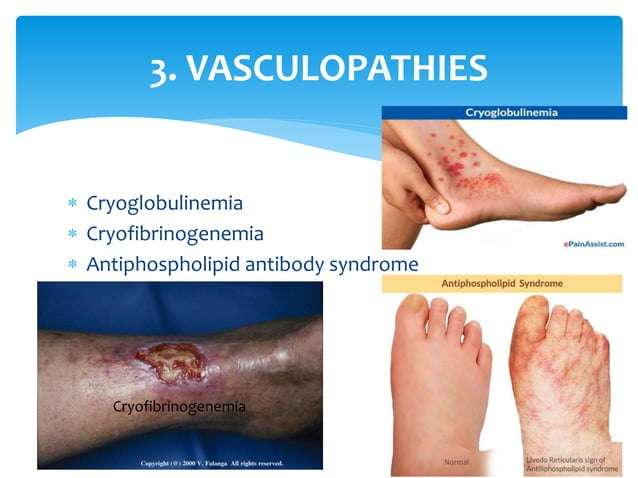 3. VASCULOPATHIES
Cryoglobulinemia
ePainAssist.com
* Cryoglobulinemia
* Cryofibrinogenemia
* Antiphospholipid antibody syndrome
Antiphospholipid Syndrome
Normal
Livedo Reticularis sign of
Antiliphospholipid syndrome
Cryofibrinogenemia
Copyright (@) 2000 V. Falanga All rights reserved.